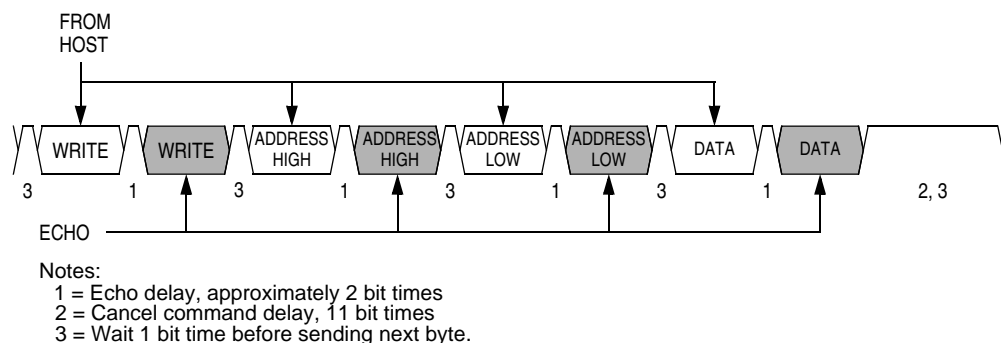 FROM
HOST
WRITE WRITE ADDRESS HIGH ADDRESS HIGH ADDRESS LOW ADDRESS LOW DATA DATA
3 1 3 1 3 1 3 1 2, 3
ECHO
Notes:
1 = Echo delay, approximately 2 bit times
2 = Cancel command delay, 11 bit times
3 = Wait 1 bit time before sending next byte.